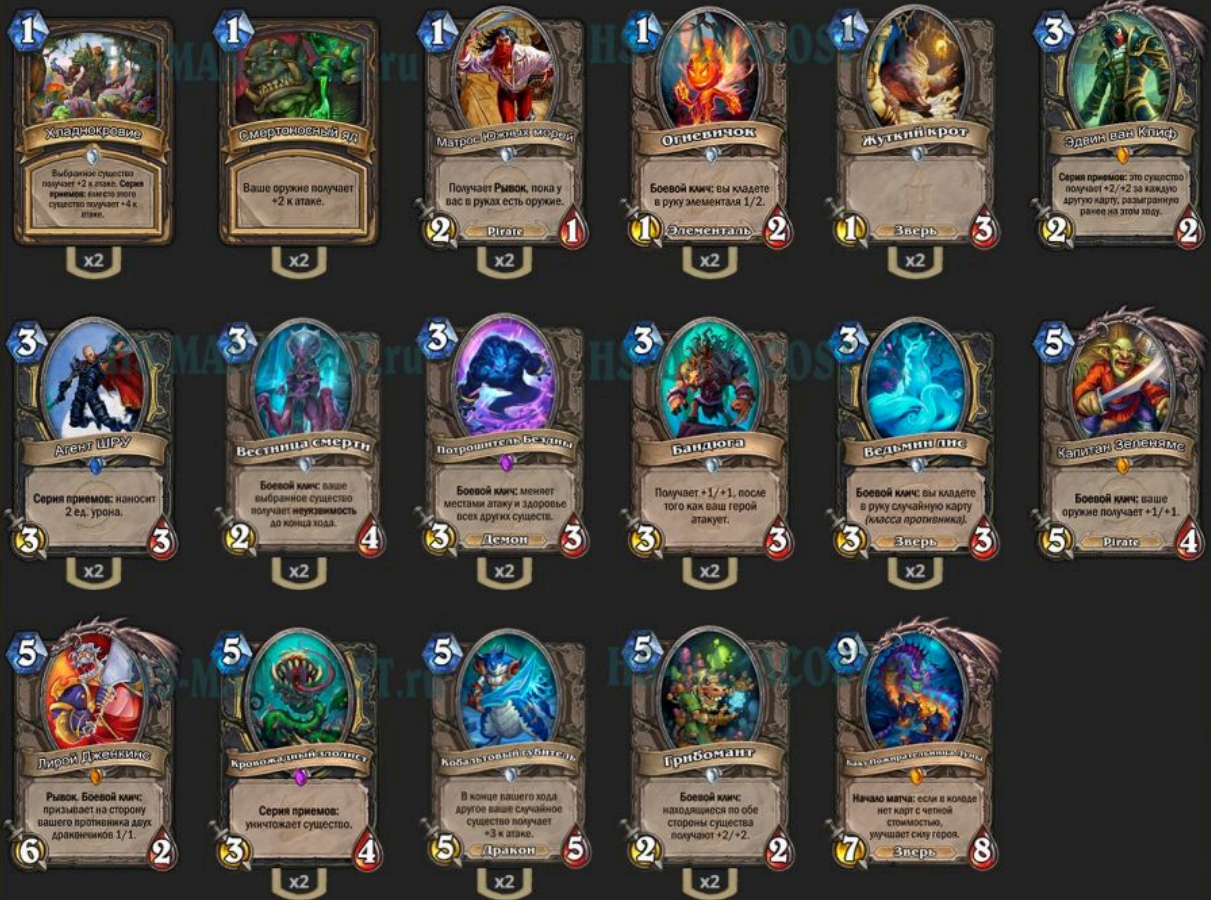 1
Хладнокровие
Выбранное существо
получает +2 к атаке. Серия
приемов: вместо этого
существо получает +4 к
атаке.
x2
1
Смертоносный яд
Ваше оружие получает
+2 к атаке.
x2
1
Матрос Южных морей
Получает Рывок, пока у
вас в руках есть оружие.
2
Pirate
1
x2
1
Огневичок
Боевой клич: вы кладете
в руку элементаля 1/2.
1
Элементаль
2
x2
1
Жуткий крот
1
Зверь
3
x2
3
Эдвин ван Клиф
Серия приемов: это существо
получает +2/+2 за каждую
другую карту, разыгранную
ранее на этом ходу.
2
2
3
Агент ШРУ
Серия приемов: наносит
2 ед. урона.
3
3
x2
3
Вестница смерти
Боевой клич: ваше
выбранное существо
получает неуязвимость
до конца хода.
2
4
x2
3
Потрошитель Бездны
Боевой клич: меняет
местами атаку и здоровье
всех других существ.
3
Демон
3
x2
3
Бандюга
Получает +1/+1, после
того как ваш герой
атакует.
3
3
x2
3
Ведьмин лис
Боевой клич: вы кладете
в руку случайную карту
(класса противника).
3
Зверь
3
x2
5
Капитан Зеленямс
Боевой клич: ваше
оружие получает +1/+1.
5
Pirate
4
5
Лирой Дженкинс
Рывок. Боевой клич:
призывает на сторону
вашего противника двух
дракончиков 1/1.
6
2
5
Кровожадный злолист
Серия приемов:
уничтожает существо.
3
4
x2
5
Кобальтовый губитель
В конце вашего хода
другое ваше случайное
существо получает
+3 к атаке.
5
Дракон
5
x2
5
Грибомант
Боевой клич:
находящиеся по обе
стороны существа
получают +2/+2.
2
2
x2
9
Баку Пожирательница Луны
Начало матча: если в колоде
нет карт с четной
стоимостью,
улучшает силу героя.
7
Зверь
8